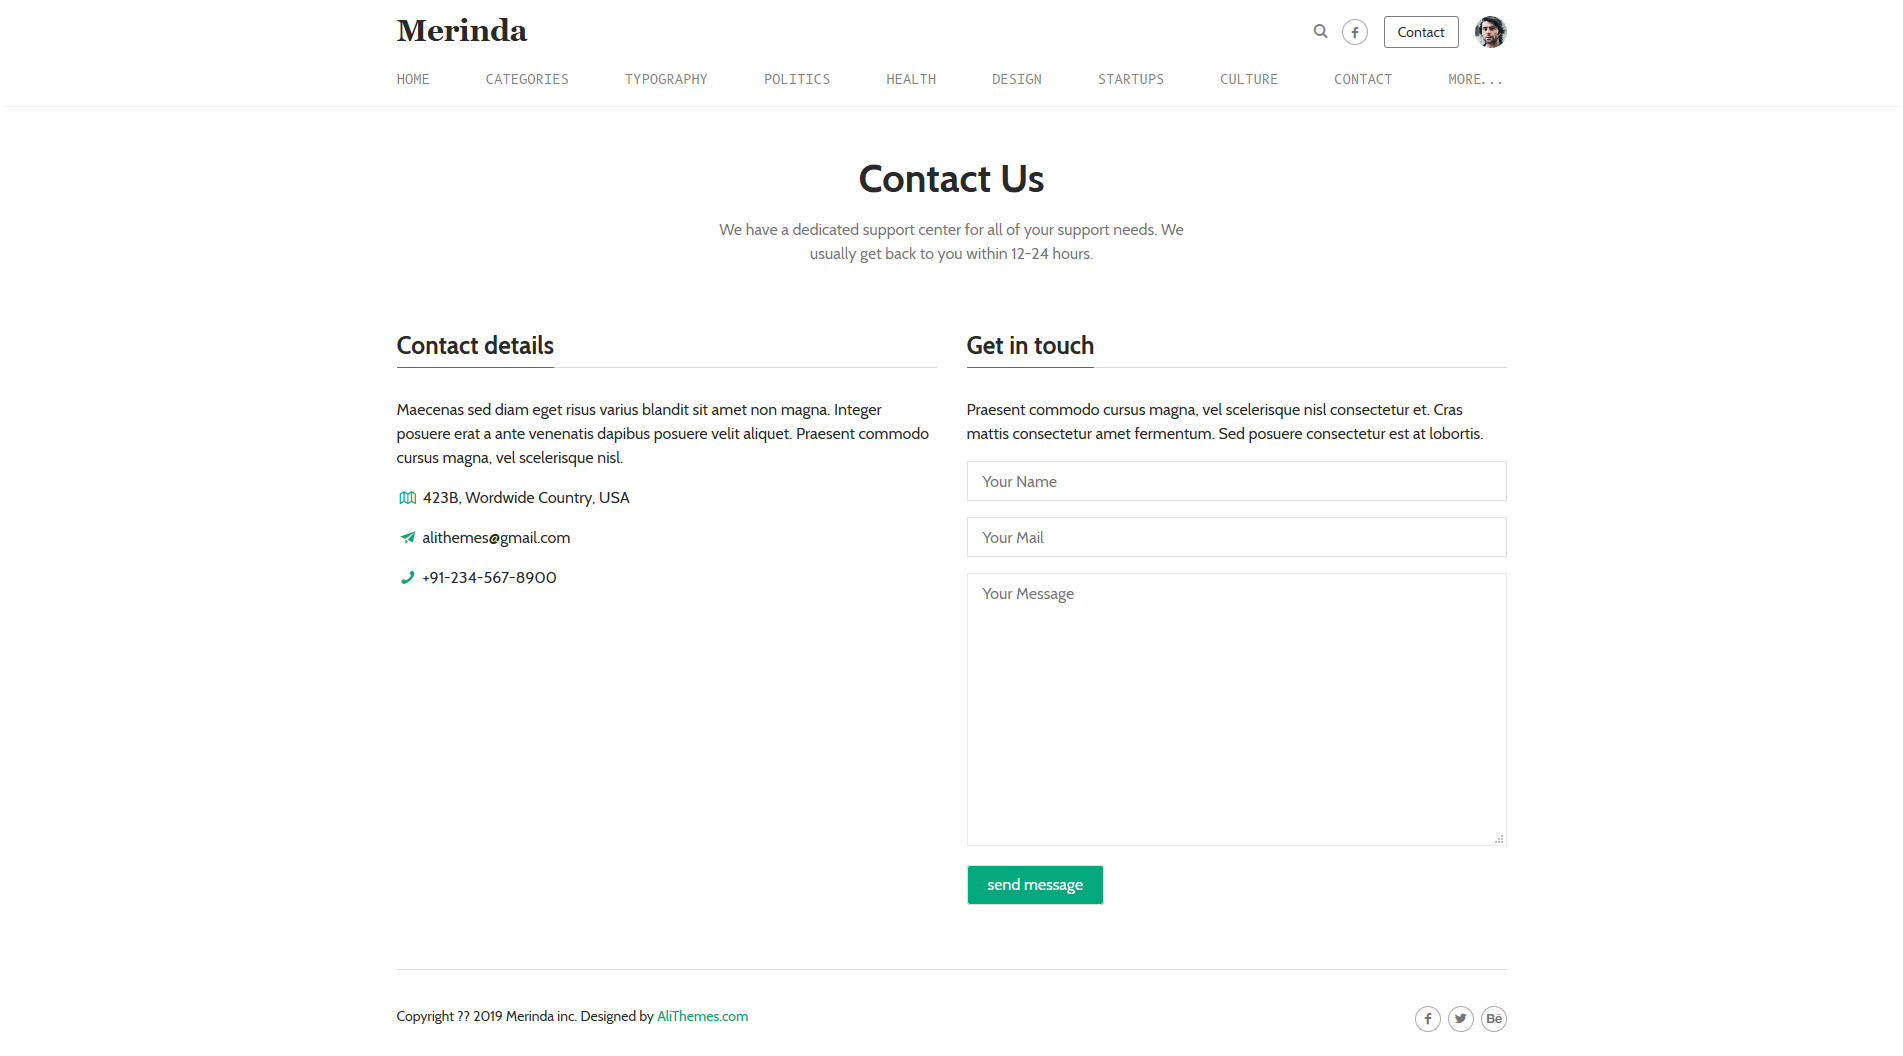 Merinda
Contact
HOME CATEGORIES TYPOGRAPHY POLITICS HEALTH DESIGN STARTUPS CULTURE CONTACT MORE...
Contact Us
We have a dedicated support center for all of your support needs. We
usually get back to you within 12-24 hours.
Contact details
Maecenas sed diam eget risus varius blandit sit amet non magna. Integer
posuere erat a ante venenatis dapibus posuere velit aliquet. Praesent commodo
cursus magna, vel scelerisque nisl.
423B, Wordwide Country, USA
alithemes@gmail.com
+91-234-567-8900
Get in touch
Praesent commodo cursus magna, vel scelerisque nisl consectetur et. Cras
mattis consectetur amet fermentum. Sed posuere consectetur est at lobortis.
Your Name
Your Mail
Your Message
send message
Copyright ?? 2019 Merinda inc. Designed by AliThemes.com